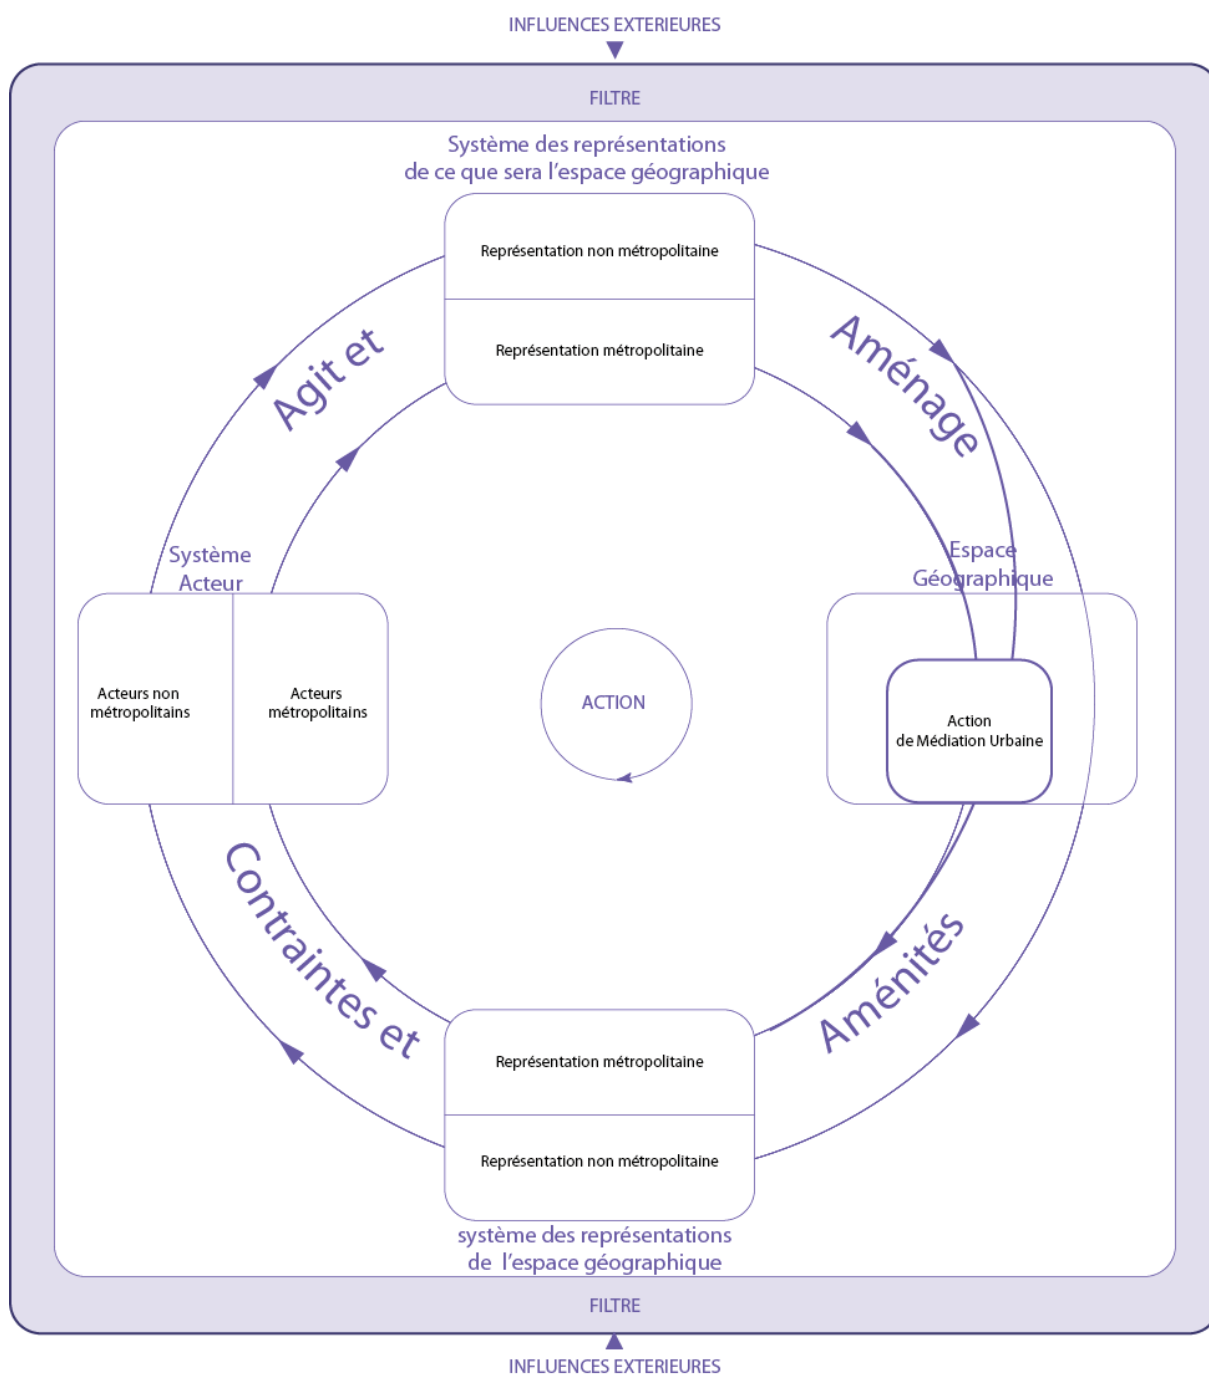 INFLUENCES EXTERIEURES
FILTRE
Système des représentations
de ce que sera l'espace géographique
Représentation non métropolitaine
Représentation métropolitaine
Agit et
Aménage
Système
Acteur
Espace
Géographique
Acteurs non
métropolitains
Acteurs
métropolitains
ACTION
Action
de Médiation Urbaine
Contraintes et
Aménités
Représentation métropolitaine
Représentation non métropolitaine
système des représentations
de l'espace géographique
FILTRE
INFLUENCES EXTERIEURES